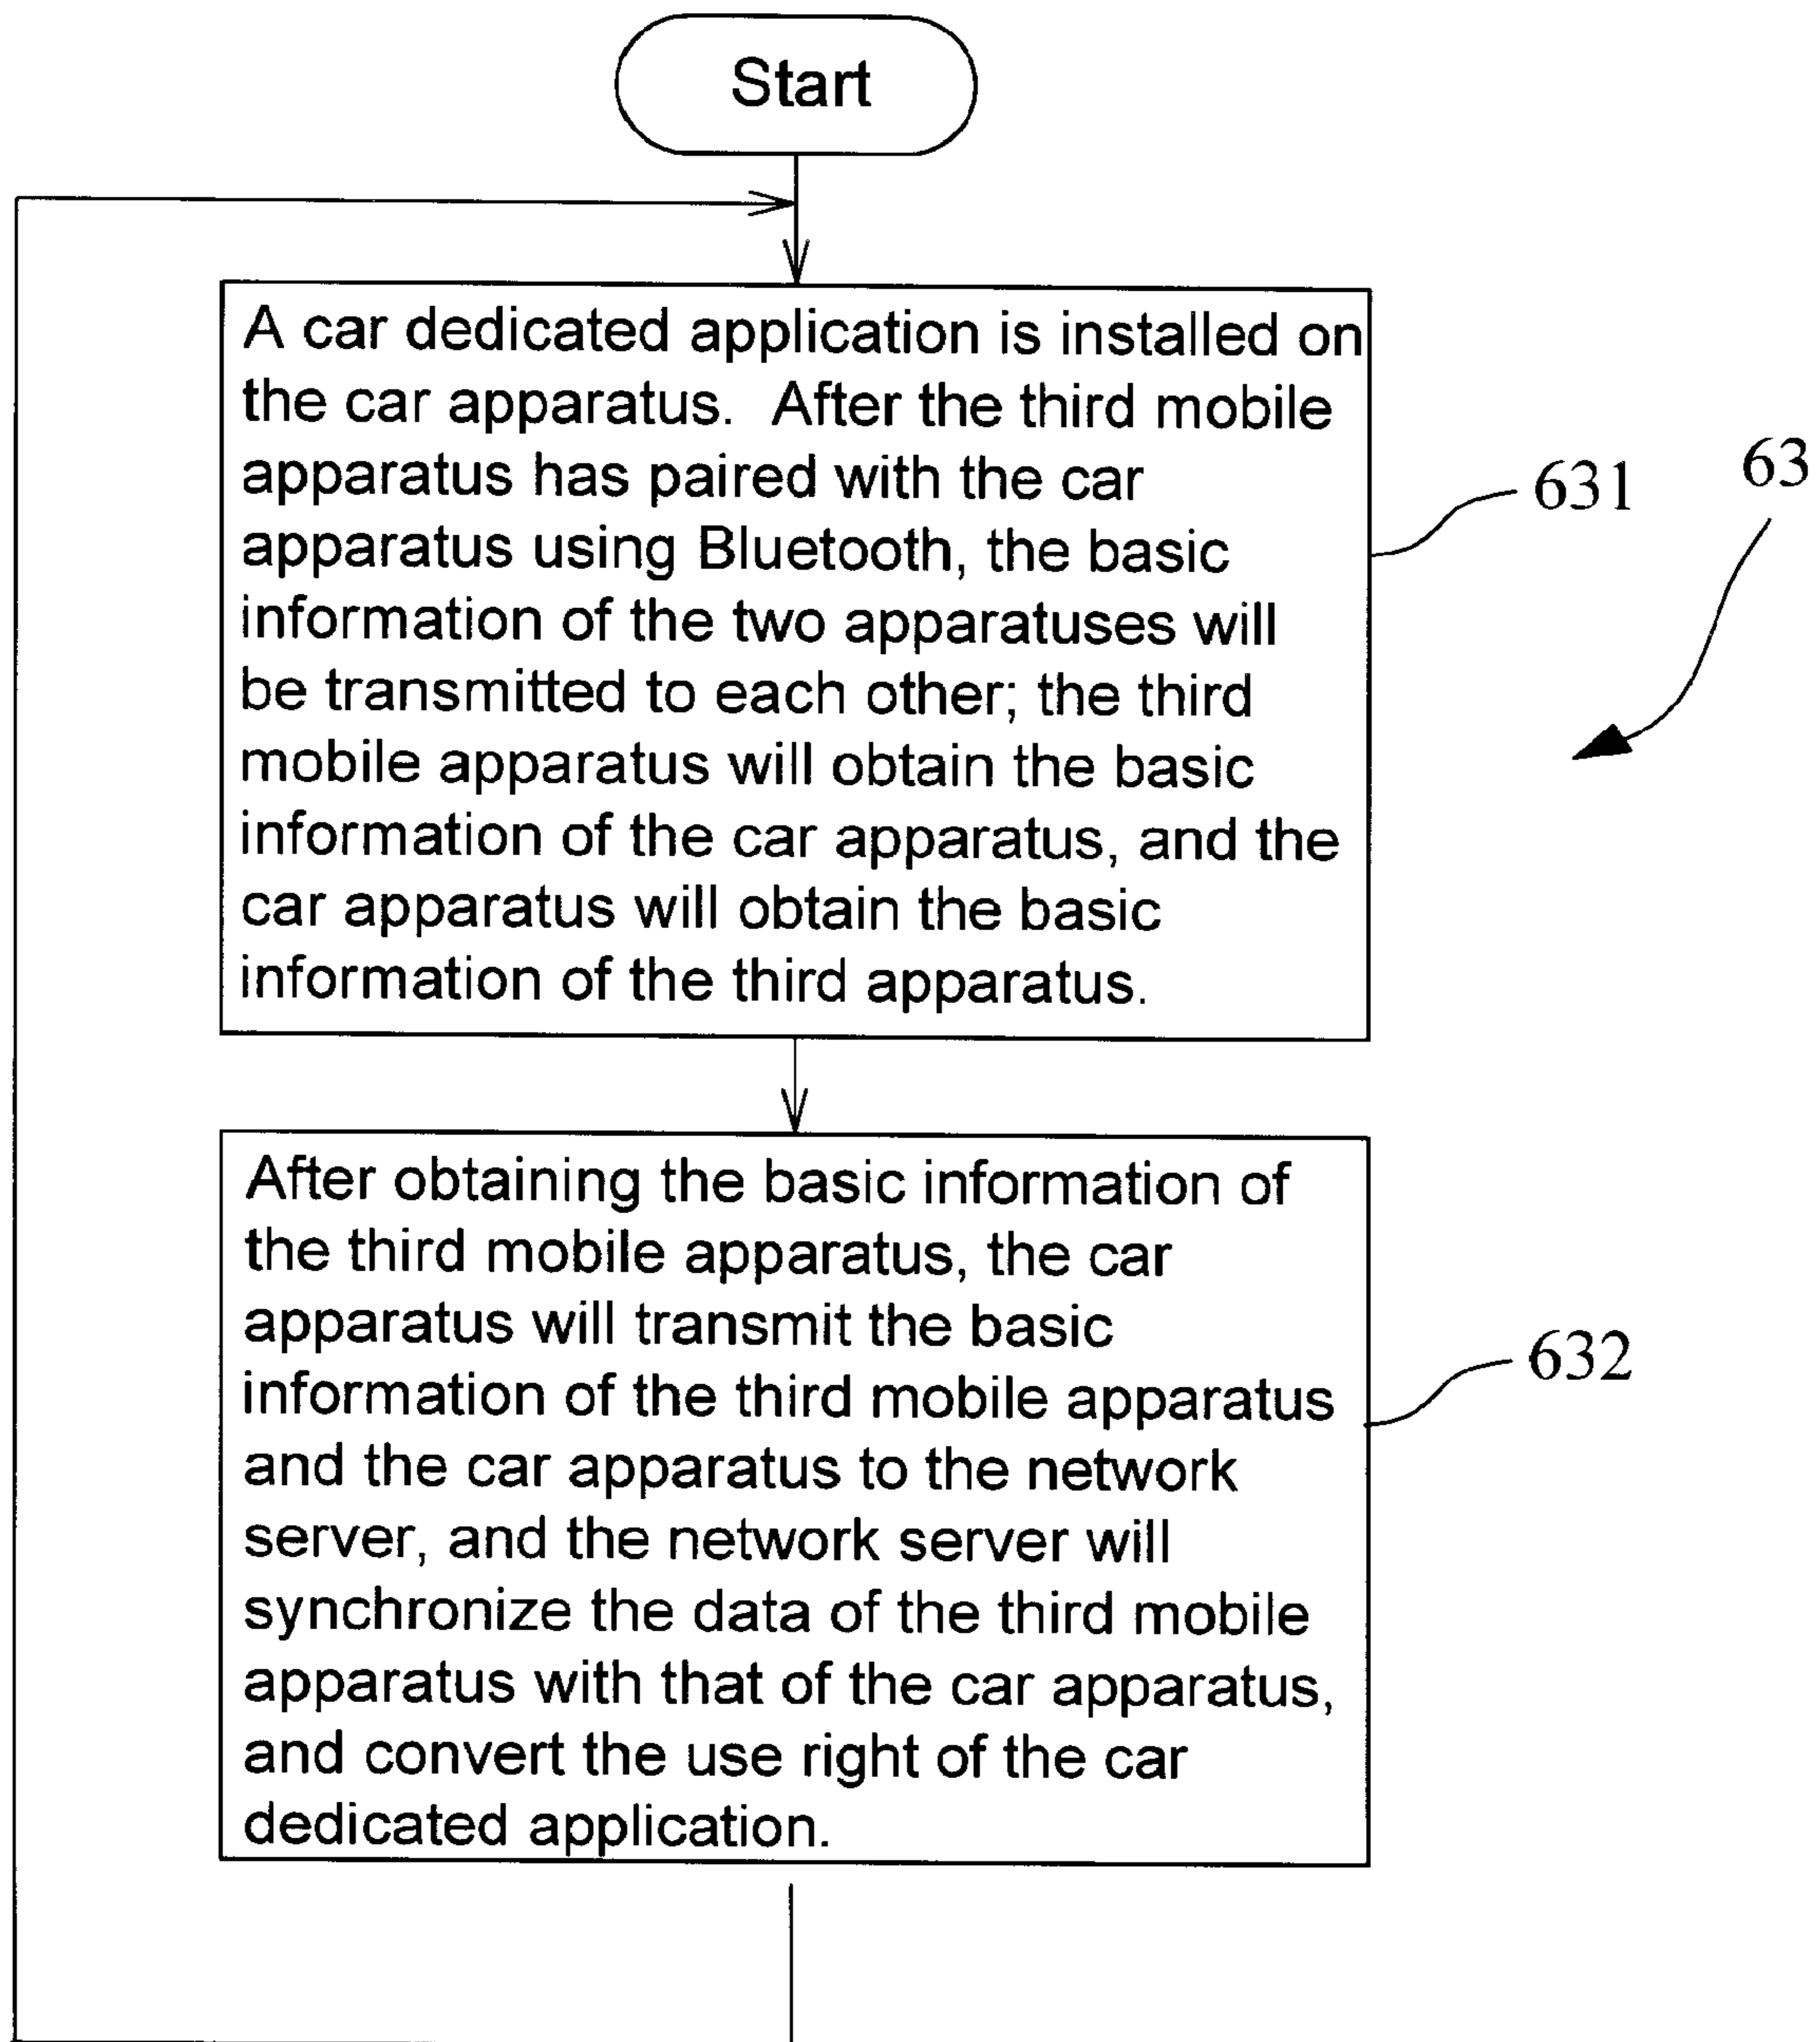 Start
A car dedicated application is installed on
the car apparatus.  After the third mobile
apparatus has paired with the car
apparatus using Bluetooth, the basic
information of the two apparatuses will
be transmitted to each other; the third
mobile apparatus will obtain the basic
information of the car apparatus, and the
car apparatus will obtain the basic
information of the third apparatus.
631
63
After obtaining the basic information of
the third mobile apparatus, the car
apparatus will transmit the basic
information of the third mobile apparatus
and the car apparatus to the network
server, and the network server will
synchronize the data of the third mobile
apparatus with that of the car apparatus,
and convert the use right of the car
dedicated application.
632